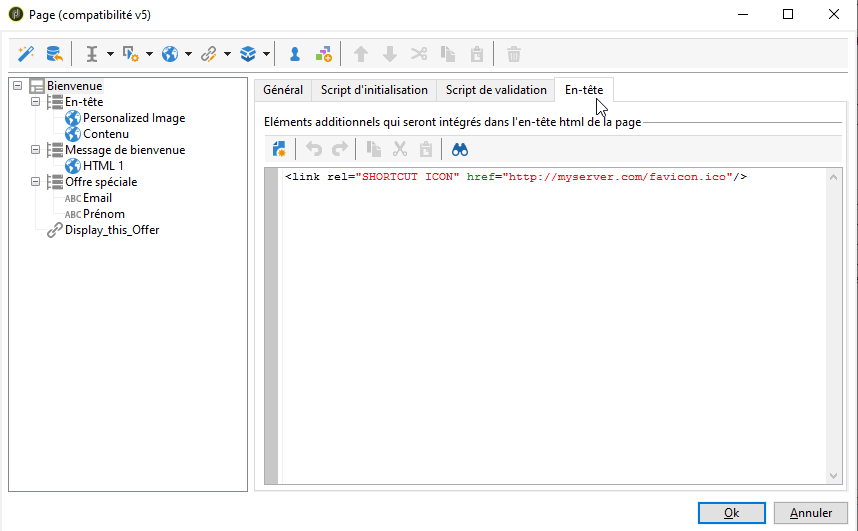 Page (compatibilité v5)
Général
Script d'initialisation
Script de validation
En-tête
Bienvenue
En-tête
Personalized Image
Contenu
Message de bienvenue
HTML 1
Offre spéciale
ABC Email
ABC Prénom
Display_this_Offer
Eléments additionnels qui seront intégrés dans l'en-tête html de la page
<link rel="SHORTCUT ICON" href="http://myserver.com/favicon.ico"/>
Ok
Annuler